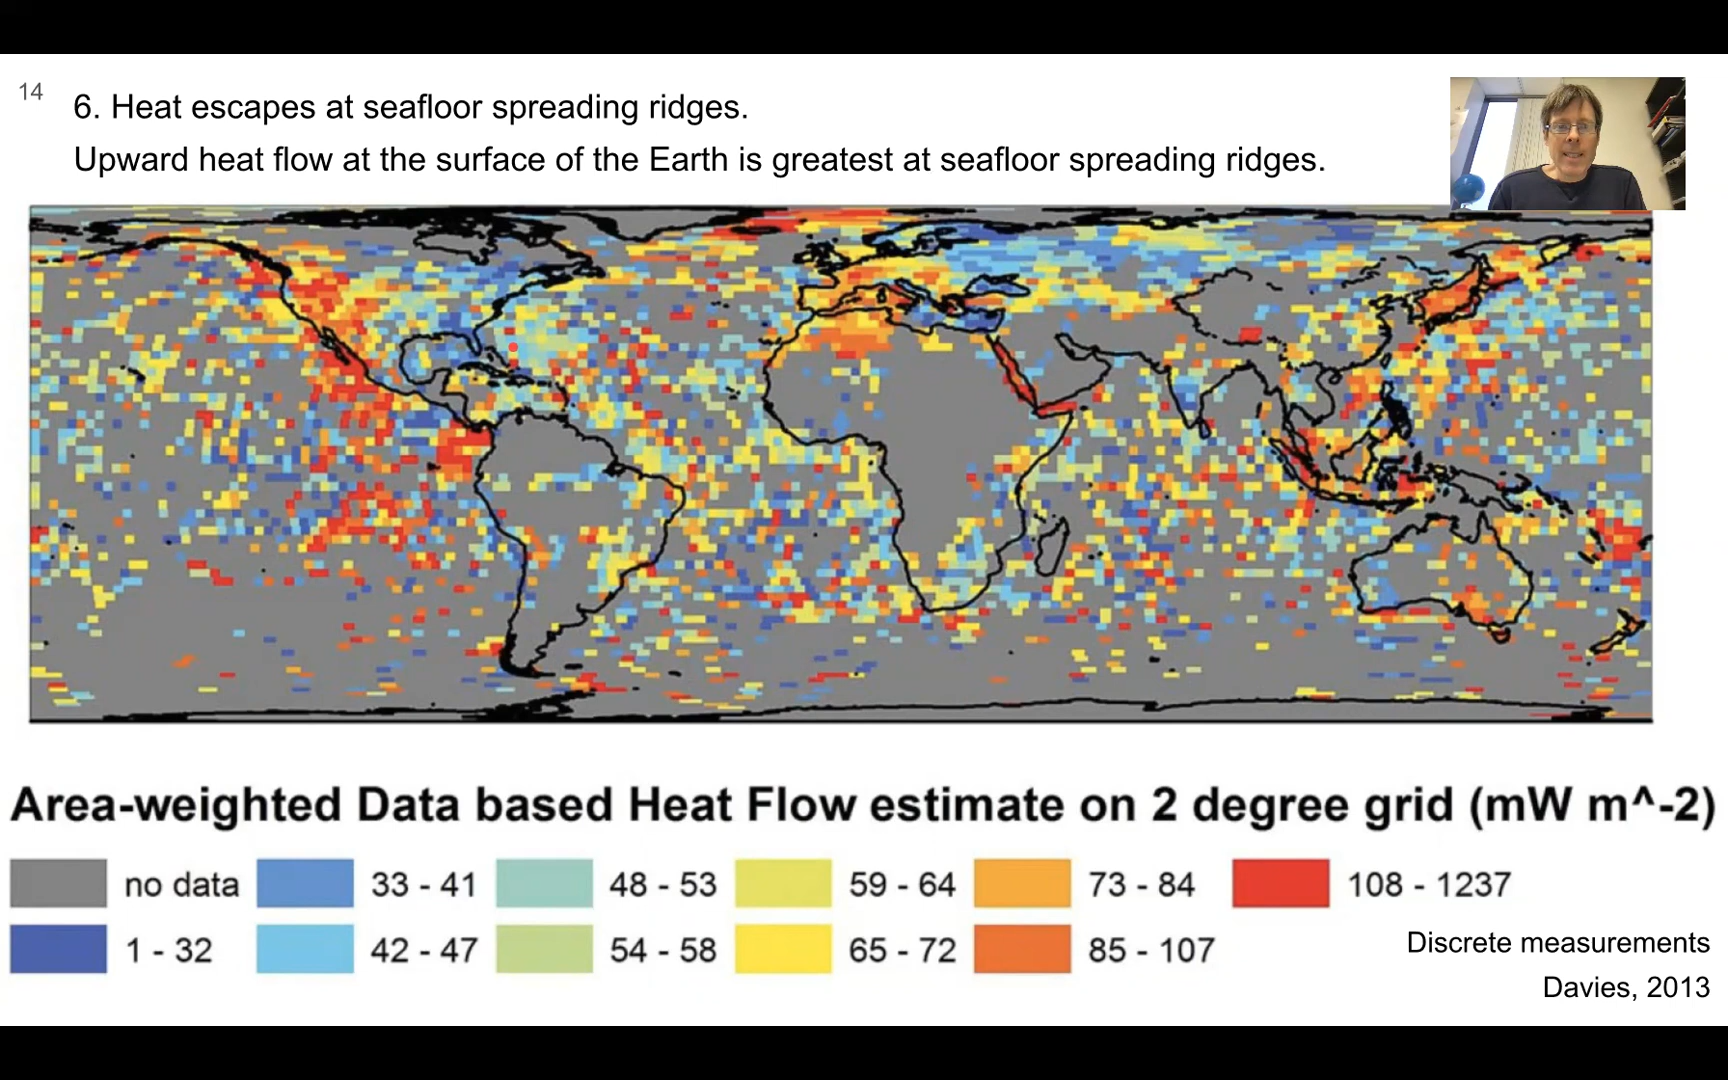 14
6. Heat escapes at seafloor spreading ridges.
Upward heat flow at the surface of the Earth is greatest at seafloor spreading ridges.
Area-weighted Data based Heat Flow estimate on 2 degree grid (mW m^-2)
no data 33 - 41 48 - 53 59 - 64 73 - 84 108 - 1237
1 - 32 42 - 47 54 - 58 65 - 72 85 - 107
Discrete measurements
Davies, 2013